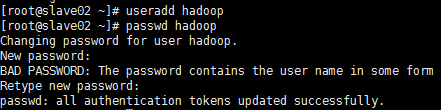 [root@slave02 ~]# useradd hadoop
[root@slave02 ~]# passwd hadoop
Changing password for user hadoop.
New password:
BAD PASSWORD: The password contains the user name in some form
Retype new password:
passwd: all authentication tokens updated successfully.